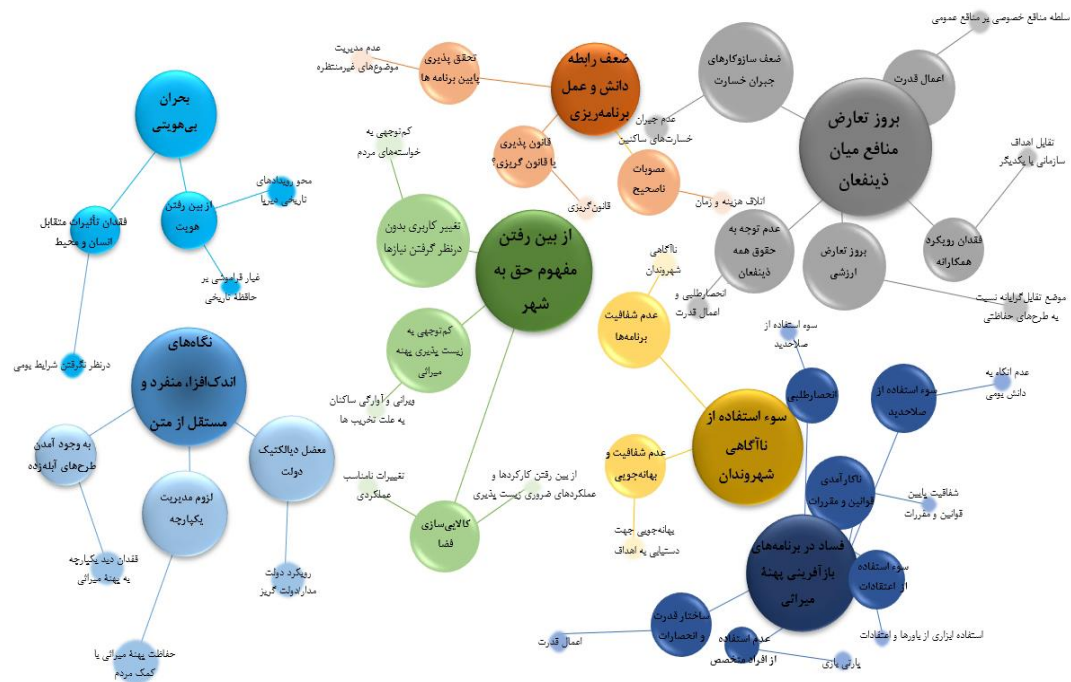 سلطه منافع خصوصی بر منافع عمومی
اعمال قدرت
ضعف سازوکارهای
جبران خسارت
بروز تعارض
منافع میان
ذینفعان
عدم جبران
خسارت‌های ساکنین
تقابل اهداف
سازمانی با یکدیگر
فقدان رویکرد
همکارانه
بروز تعارض
ارزشی
موضع تقابل‌گرایانه نسبت
به طرح‌های حفاظتی
عدم توجه به
حقوق همه
ذینفعان
انحصارطلبی و
اعمال قدرت
ضعف رابطه
دانش و عمل
برنامه‌ریزی
تحقق پذیری
پایین برنامه ها
عدم مدیریت
موضوع‌های غیرمنتظره
قانون پذیری
یا قانون گریزی؟
قانون‌گریزی
مصوبات
ناصحیح
اتلاف هزینه و زمان
از بین رفتن
مفهوم حق به
شهر
کم‌توجهی به
خواسته‌های مردم
تغییر کاربری بدون
درنظر گرفتن نیازها
کم‌توجهی به
زیست پذیری پهنه
میراثی
ویرانی و آوارگی ساکنان
به علت تخریب ها
کالایی‌سازی
فضا
تغییرات نامناسب
عملکردی
از بین رفتن کارکردها و
عملکردهای ضروری زیست پذیری
بحران
بی‌هویتی
از بین رفتن
هویت
محو رویدادهای
تاریخی دیرپا
غبار فراموشی بر
حافظه تاریخی
فقدان تأثیرات متقابل
انسان و محیط
درنظر نگرفتن شرایط بومی
نگاه‌های
اندک‌افزا، منفرد و
مستقل از متن
به وجود آمدن
طرح‌های آبله‌زده
فقدان دید یکپارچه
به پهنهٔ میراثی
لزوم مدیریت
یکپارچه
حفاظت پهنهٔ میراثی با
کمک مردم
معضل دیالکتیک
دولت
رویکرد دولت
مدار/دولت گریز
سوء استفاده از
ناآگاهی
شهروندان
عدم شفافیت
برنامه‌ها
ناآگاهی
شهروندان
عدم شفافیت و
بهانه‌جویی
بهانه‌جویی جهت
دستیابی به اهداف
فساد در برنامه‌های
بازآفرینی پهنهٔ
میراثی
انحصارطلبی
سوء استفاده از
صلاحدید
سوء استفاده از
صلاحدید
عدم اتکاء به
دانش بومی
ناکارآمدی
قوانین و مقررات
شفافیت پایین
قوانین و مقررات
سوء استفاده
از اعتقادات
استفاده ابزاری از باورها و اعتقادات
عدم استفاده
از افراد متخصص
پارتی بازی
ساختار قدرت
و انحصارات
اعمال قدرت